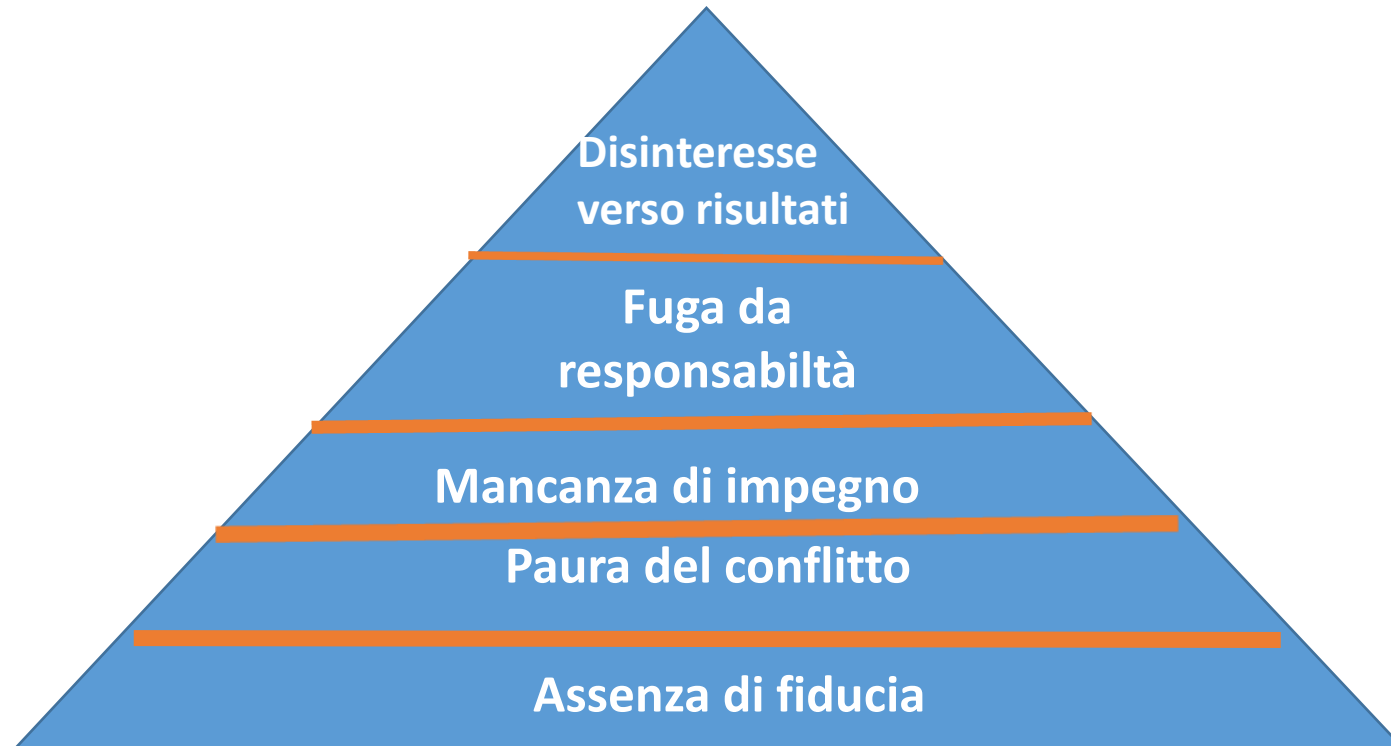 Disinteresse
verso risultati
Fuga da
responsabiltà
Mancanza di impegno
Paura del conflitto
Assenza di fiducia